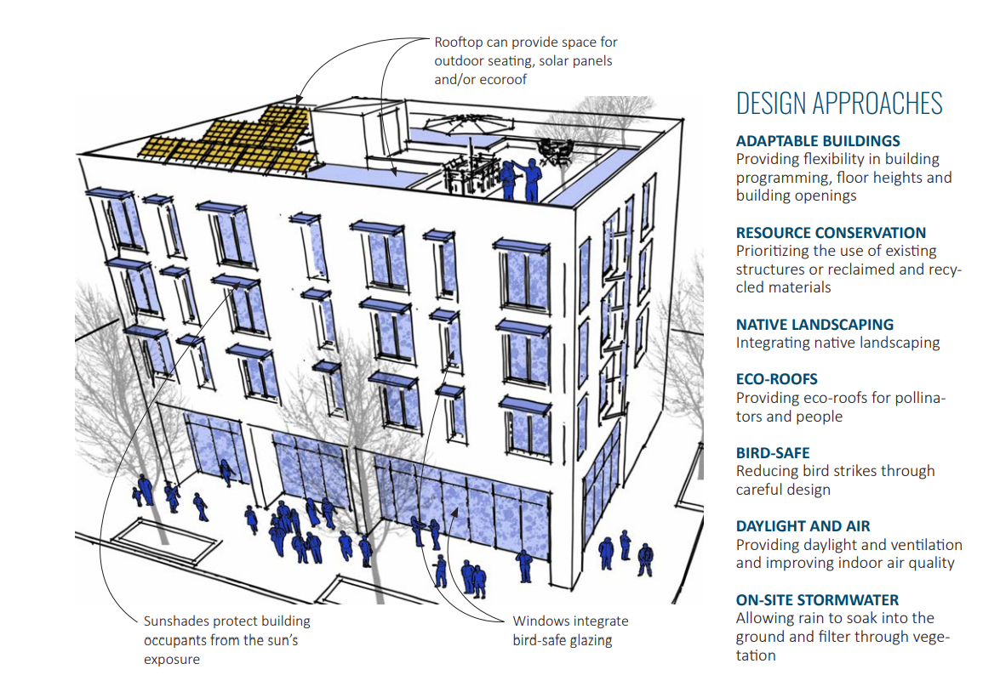 Rooftop can provide space for
outdoor seating, solar panels
and/or ecoroof
Sunshades protect building
occupants from the sun's
exposure
Windows integrate
bird-safe glazing
DESIGN APPROACHES
ADAPTABLE BUILDINGS
Providing flexibility in building
programming, floor heights and
building openings
RESOURCE CONSERVATION
Prioritizing the use of existing
structures or reclaimed and recy-
cled materials
NATIVE LANDSCAPING
Integrating native landscaping
ECO-ROOFS
Providing eco-roofs for pollina-
tors and people
BIRD-SAFE
Reducing bird strikes through
careful design
DAYLIGHT AND AIR
Providing daylight and ventilation
and improving indoor air quality
ON-SITE STORMWATER
Allowing rain to soak into the
ground and filter through vege-
tation